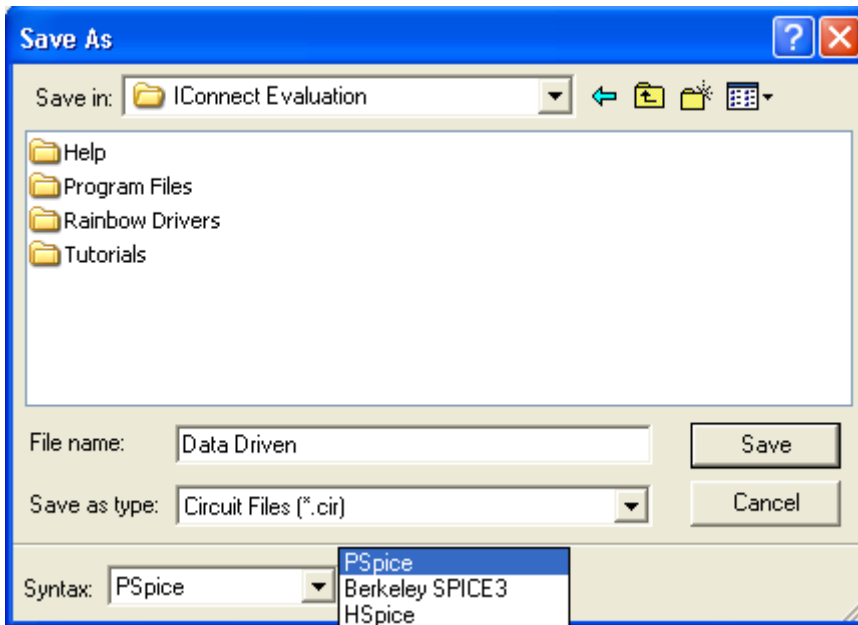 Save As
Save in: IConnect Evaluation
Help
Program Files
Rainbow Drivers
Tutorials
File name: Data Driven Save
Save as type: Circuit Files (*.cir) Cancel
Syntax: PSpice
PSpice
Berkeley SPICE3
HSpice